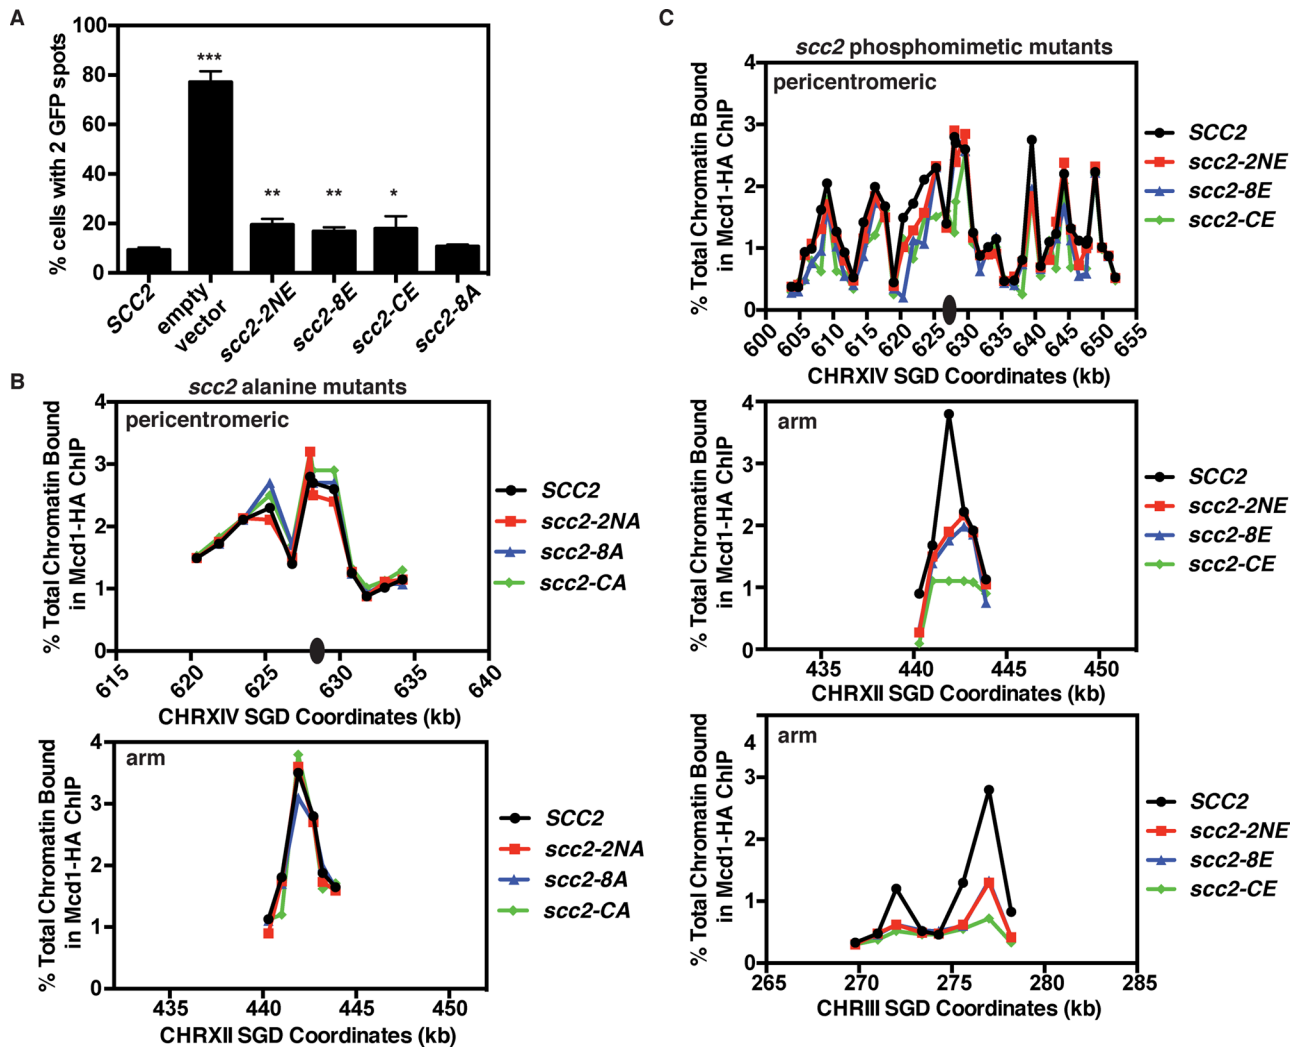 A
% cells with 2 GFP spots
100
80
60
40
20
0
***
**
**
*
SCC2
empty
vector
scc2-2NE
scc2-8E
scc2-CE
scc2-8A
B
scc2 alanine mutants
pericentromeric
% Total Chromatin Bound
in Mcd1-HA ChIP
4
3
2
1
0
615
620
625
630
635
640
CHRXIV SGD Coordinates (kb)
SCC2
scc2-2NA
scc2-8A
scc2-CA
arm
% Total Chromatin Bound
in Mcd1-HA ChIP
4
3
2
1
0
435
440
445
450
CHRXII SGD Coordinates (kb)
SCC2
scc2-2NA
scc2-8A
scc2-CA
C
scc2 phosphomimetic mutants
pericentromeric
% Total Chromatin Bound
in Mcd1-HA ChIP
4
3
2
1
0
600
605
610
615
620
625
630
635
640
645
650
655
CHRXIV SGD Coordinates (kb)
SCC2
scc2-2NE
scc2-8E
scc2-CE
arm
% Total Chromatin Bound
in Mcd1-HA ChIP
4
3
2
1
0
435
440
445
450
CHRXII SGD Coordinates (kb)
SCC2
scc2-2NE
scc2-8E
scc2-CE
arm
% Total Chromatin Bound
in Mcd1-HA ChIP
4
3
2
1
0
265
270
275
280
285
CHRIII SGD Coordinates (kb)
SCC2
scc2-2NE
scc2-8E
scc2-CE